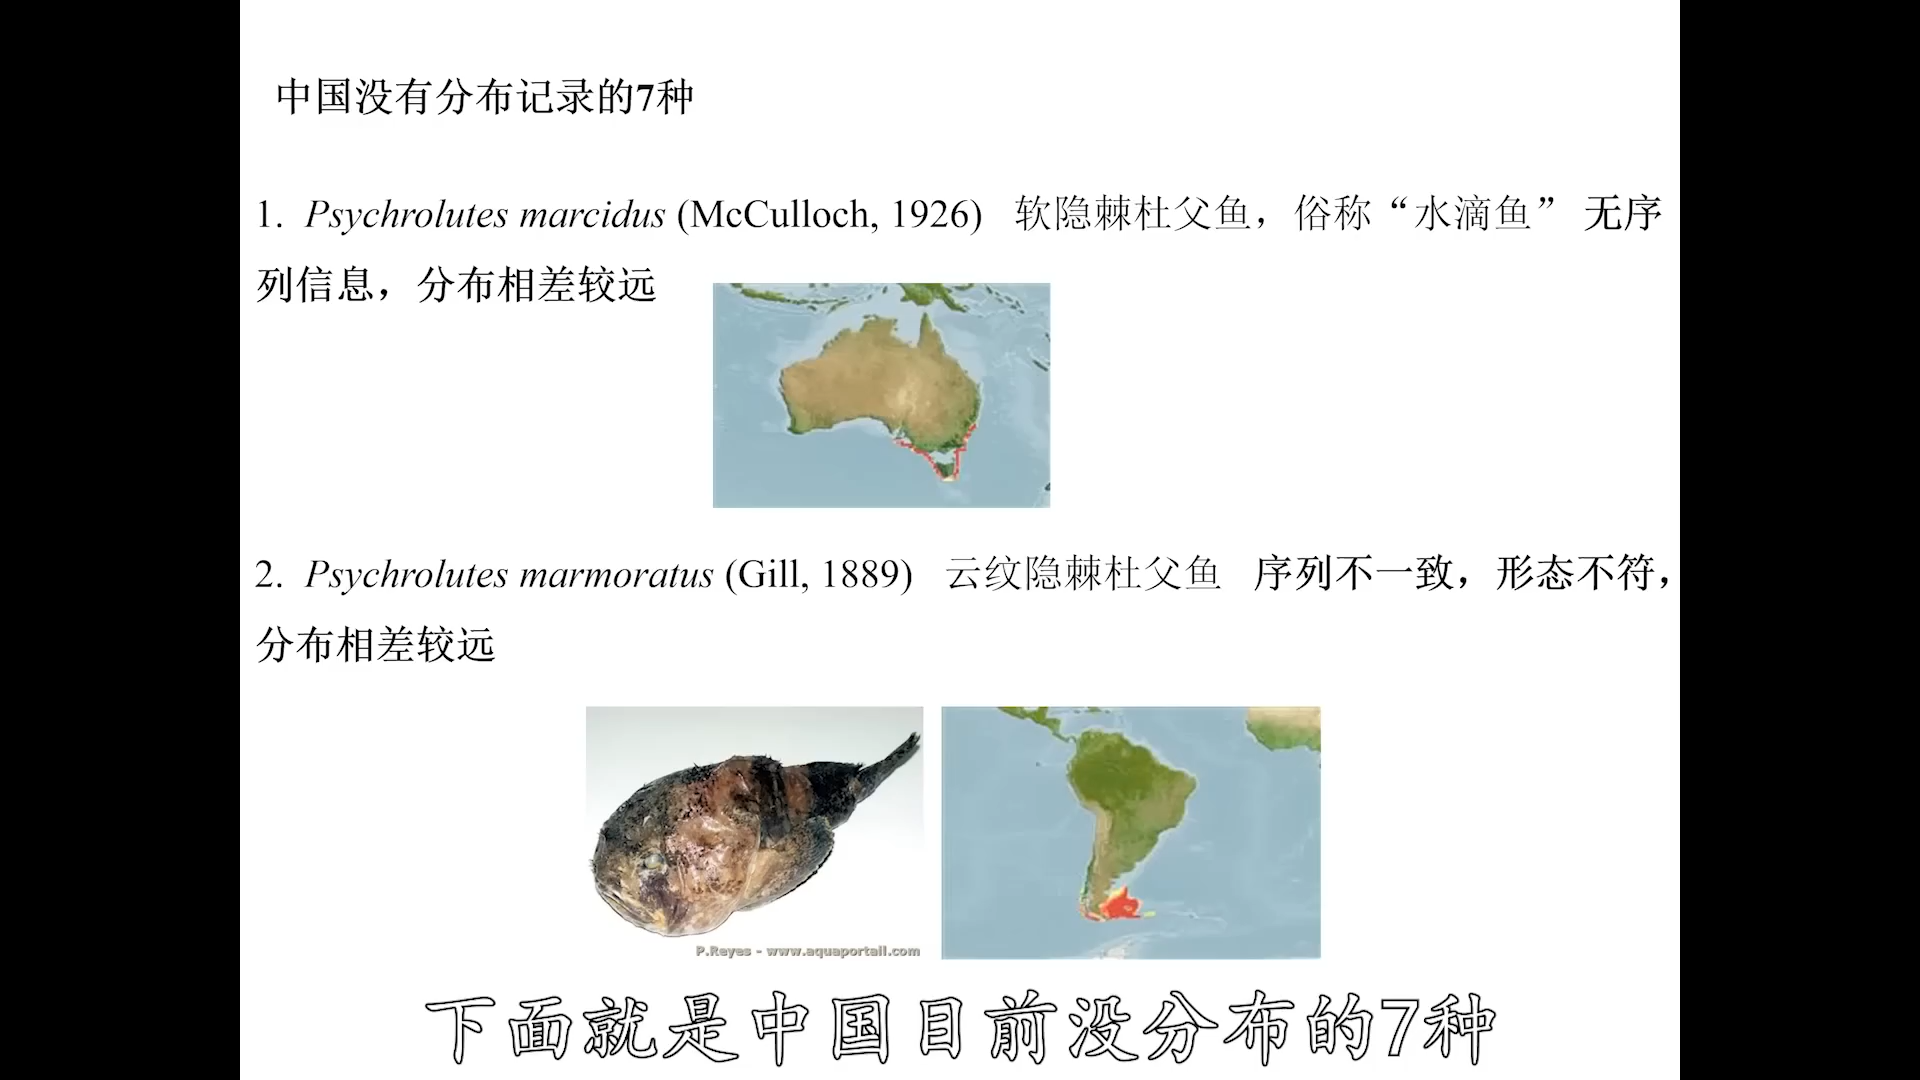 中国没有分布记录的7种
1. Psychrolutes marcidus (McCulloch, 1926) 软隐棘杜父鱼，俗称“水滴鱼” 无序
列信息，分布相差较远
2. Psychrolutes marmoratus (Gill, 1889) 云纹隐棘杜父鱼 序列不一致，形态不符，
分布相差较远
P.Reyes - www.aquaportail.com
下面就是中国目前没分布的7种